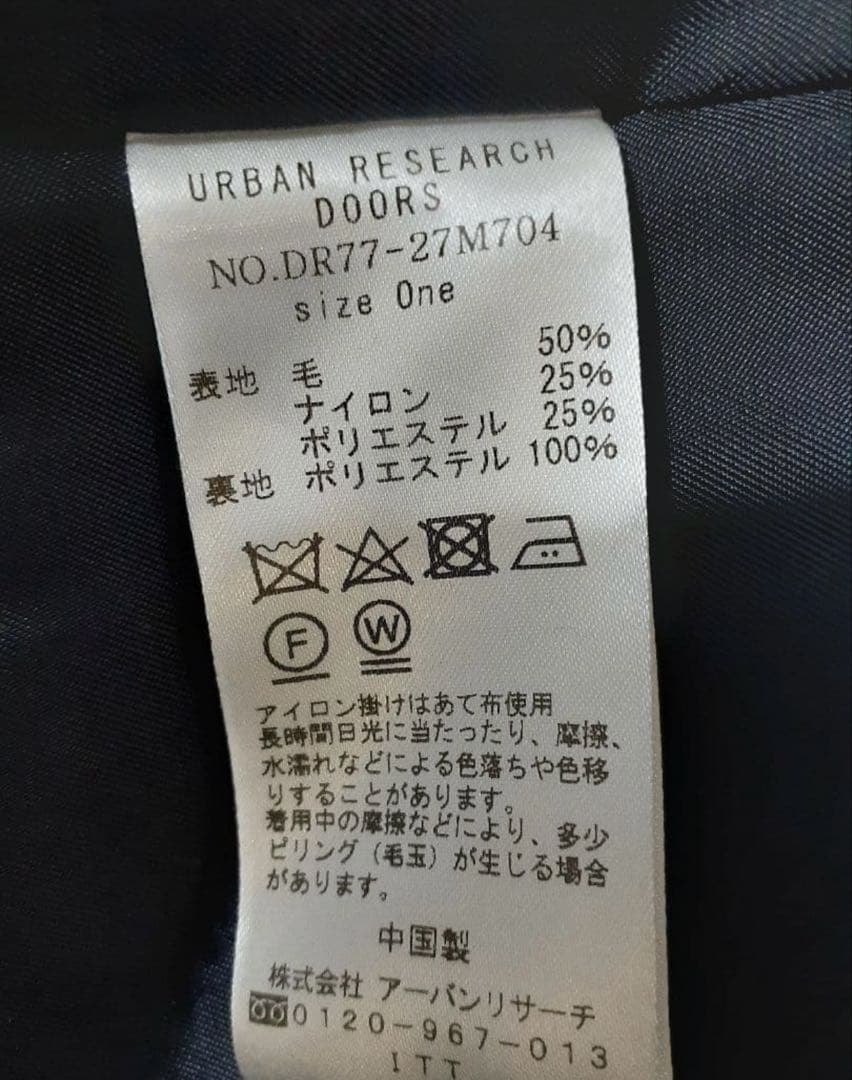 URBAN RESEARCH
DOORS
NO.DR77-27M704
size One
表地 毛 50%
ナイロン 25%
ポリエステル 25%
裏地 ポリエステル 100%
F W
アイロン掛けはあて布使用
長時間日光に当たったり、摩擦、
水濡れなどによる色落ちや色移
りすることがあります。
着用中の摩擦などにより、多少
ピリング(毛玉)が生じる場合
があります。
中国製
株式会社 アーバンリサーチ
0120-967-013
ITT